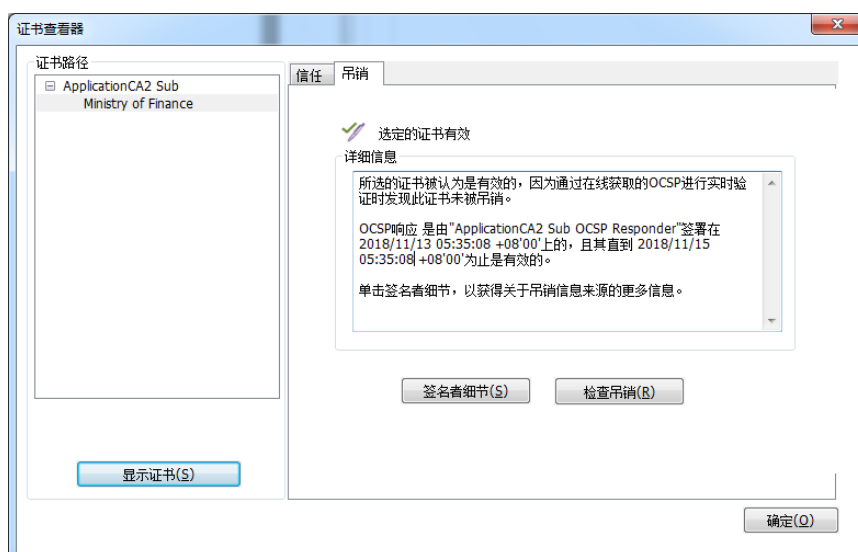 证书查看器
证书路径
ApplicationCA2 Sub
Ministry of Finance
信任
吊销
选定的证书有效
详细信息
所选的证书被认为是有效的，因为通过在线获取的OCSP进行实时验
证时发现此证书未被吊销。
OCSP响应 是由"ApplicationCA2 Sub OCSP Responder"签署在
2018/11/13 05:35:08 +08'00'上的，且其直到 2018/11/15
05:35:08 +08'00'为止是有效的。
单击签名者细节，以获得关于吊销信息来源的更多信息。
签名者细节(S)
检查吊销(R)
显示证书(S)
确定(O)